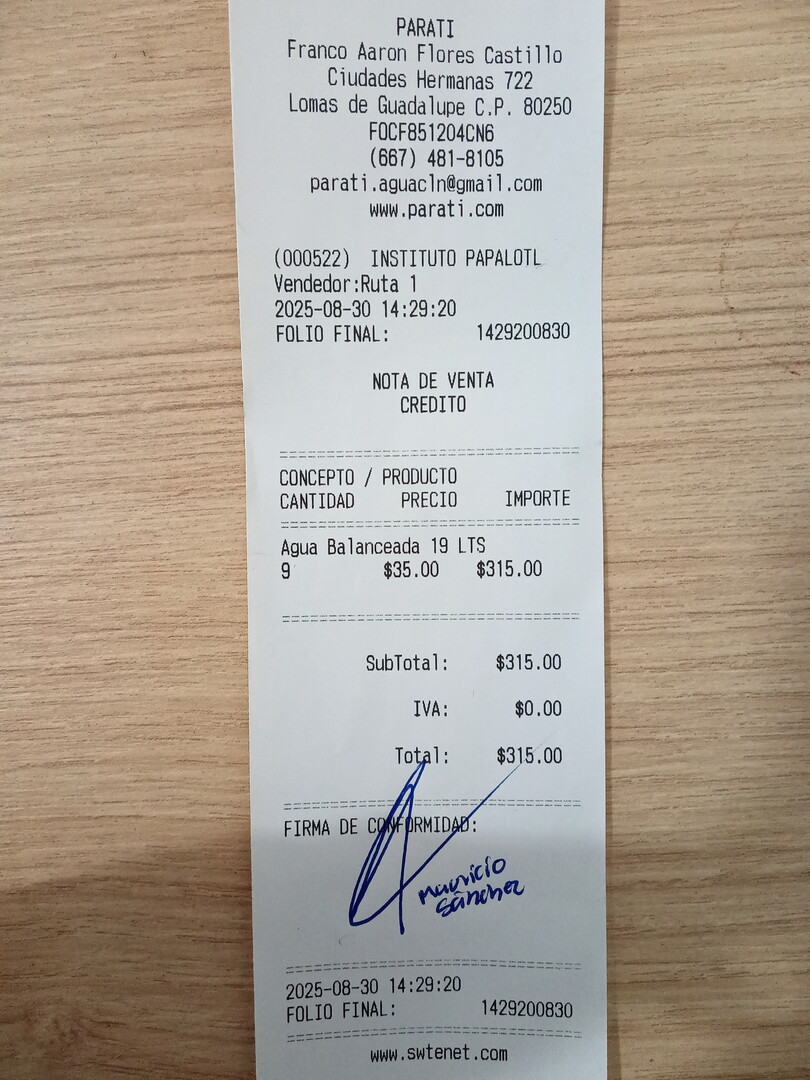 PARATI
Franco Aaron Flores Castillo
Ciudades Hermanas 722
Lomas de Guadalupe C.P. 80250
FOCF851204CN6
(667) 481-8105
parati.aguacln@gmail.com
www.parati.com
(000522) INSTITUTO PAPALOTL
Vendedor:Ruta 1
2025-08-30 14:29:20
FOLIO FINAL: 1429200830
NOTA DE VENTA
CREDITO
CONCEPTO / PRODUCTO
CANTIDAD PRECIO IMPORTE
Agua Balanceada 19 LTS
9 $35.00 $315.00
SubTotal: $315.00
IVA: $0.00
Total: $315.00
FIRMA DE CONFORMIDAD:
Mauricio
Sánchez
2025-08-30 14:29:20
FOLIO FINAL: 1429200830
www.swtenet.com